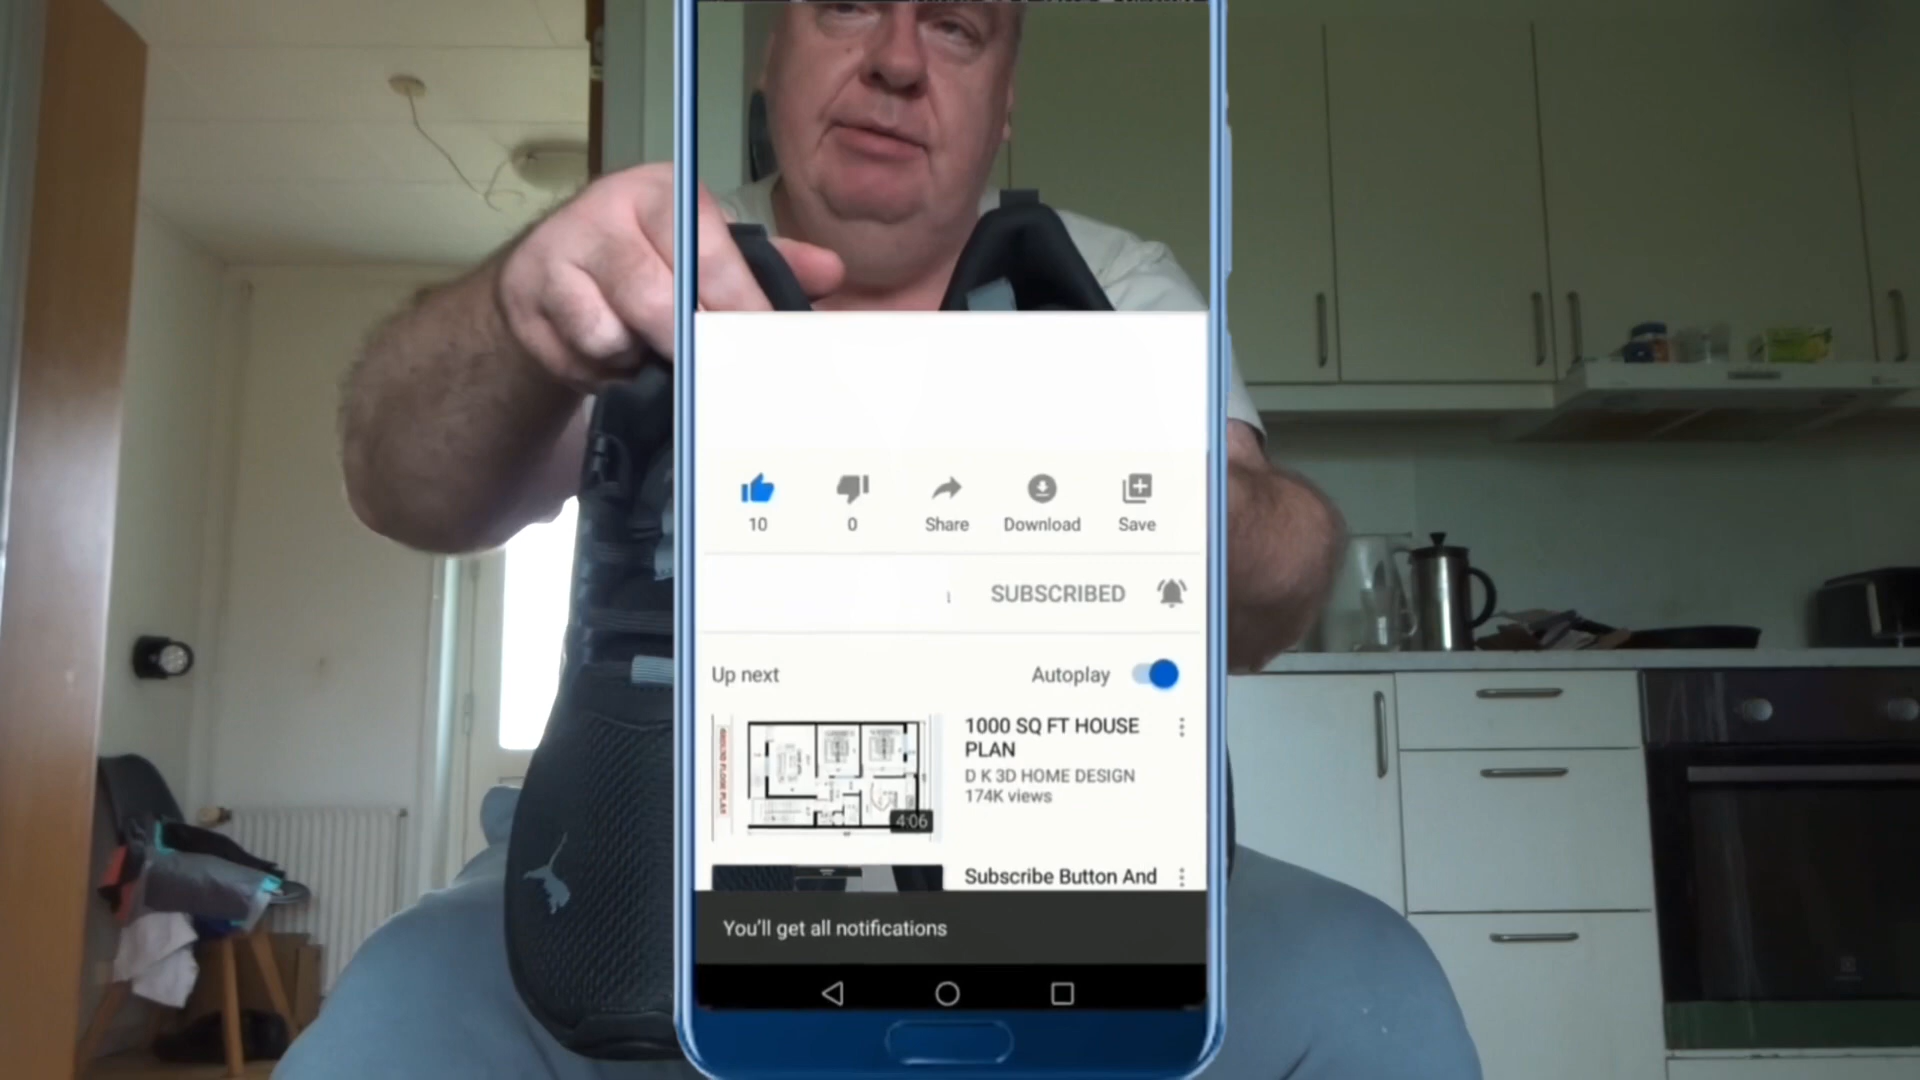 10
0
Share
Download
Save
SUBSCRIBED
Up next
Autoplay
1000 SQ FT HOUSE
PLAN
D K 3D HOME DESIGN
174K views
4:06
Subscribe Button And
You'll get all notifications